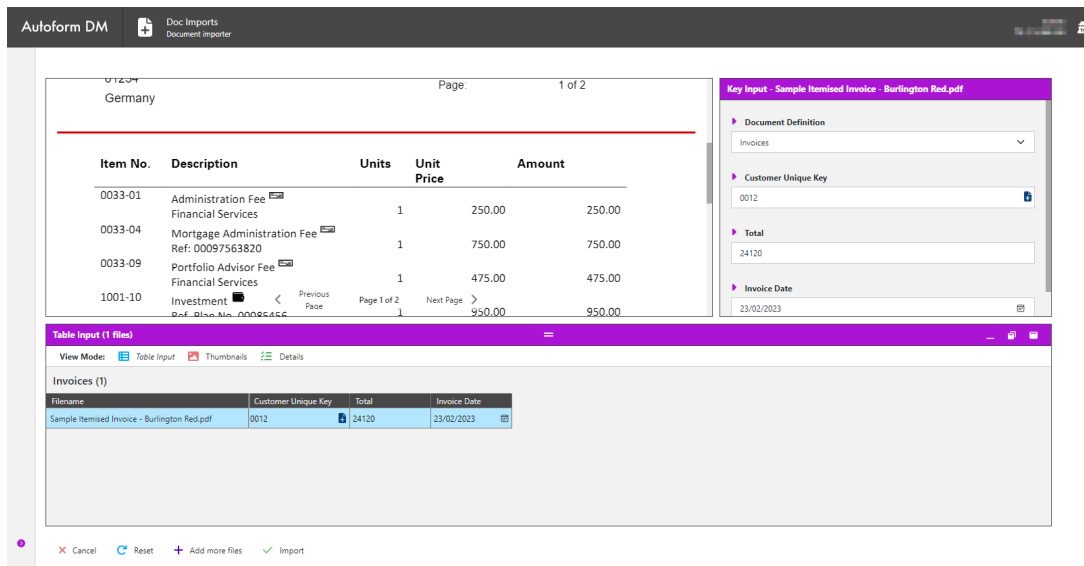 Autoform DM
Doc Imports
Document importer
01234
Germany
Page: 1 of 2
Item No. Description Units Unit Price Amount
0033-01 Administration Fee
Financial Services 1 250.00 250.00
0033-04 Mortgage Administration Fee
Ref: 00097563820 1 750.00 750.00
0033-09 Portfolio Advisor Fee
Financial Services 1 475.00 475.00
1001-10 Investment
Ref. Plan No. 00085456 1 950.00 950.00
Previous Page Page 1 of 2 Next Page
Key Input - Sample Itemised Invoice - Burlington Red.pdf
Document Definition
Invoices
Customer Unique Key
0012
Total
24120
Invoice Date
23/02/2023
Table Input (1 files)
View Mode: Table Input Thumbnails Details
Invoices (1)
Filename Customer Unique Key Total Invoice Date
Sample Itemised Invoice - Burlington Red.pdf 0012 24120 23/02/2023
Cancel Reset Add more files Import